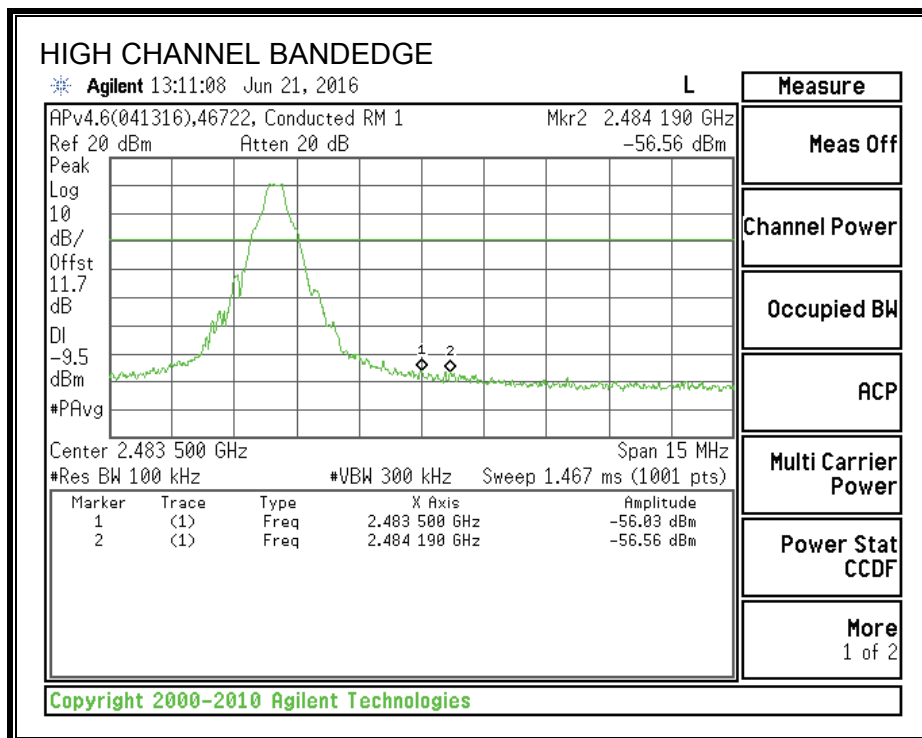 HIGH CHANNEL BANDEDGE
Agilent 13:11:08 Jun 21, 2016 L
APv4.6(041316),46722, Conducted RM 1 Mkr2 2.484 190 GHz
Ref 20 dBm Atten 20 dB -56.56 dBm
Peak
Log
10
dB/
Offst
11.7
dB
DI
-9.5
dBm
#PAvg
1 2
Center 2.483 500 GHz Span 15 MHz
#Res BW 100 kHz #VBW 300 kHz Sweep 1.467 ms (1001 pts)
Marker Trace Type X Axis Amplitude
1 (1) Freq 2.483 500 GHz -56.03 dBm
2 (1) Freq 2.484 190 GHz -56.56 dBm
Measure
Meas Off
Channel Power
Occupied BW
ACP
Multi Carrier
Power
Power Stat
CCDF
More
1 of 2
Copyright 2000-2010 Agilent Technologies